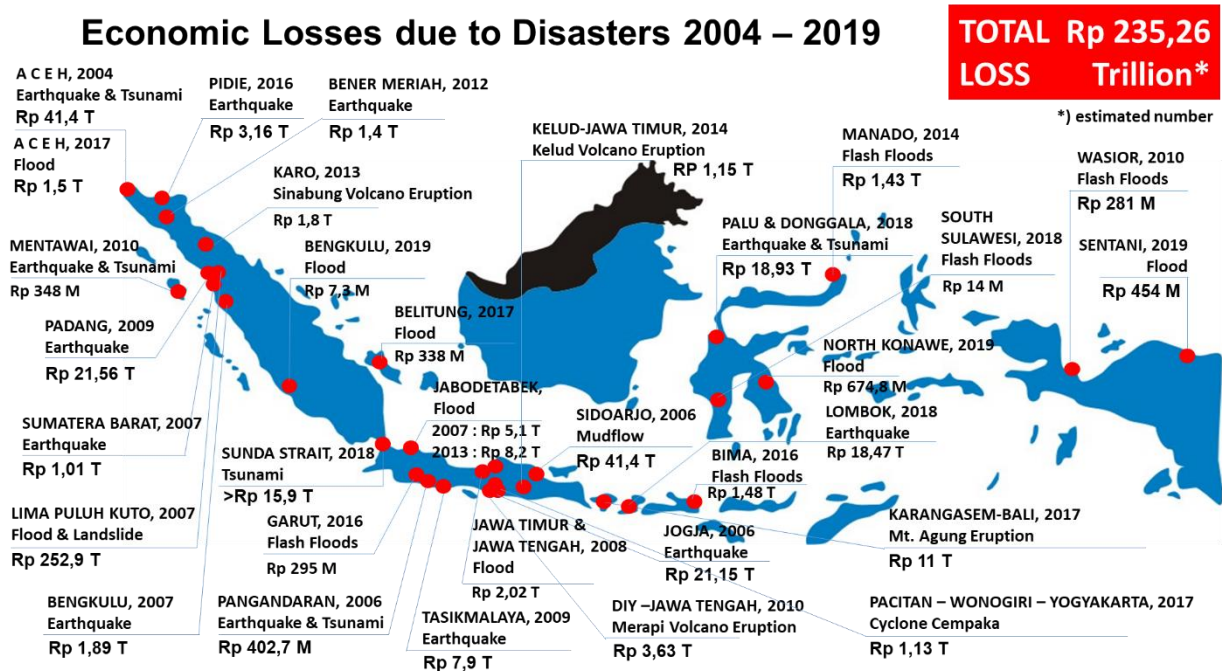 Economic Losses due to Disasters 2004 – 2019
TOTAL Rp 235,26
LOSS Trillion*
*) estimated number
A C E H, 2004
Earthquake & Tsunami
Rp 41,4 T
A C E H, 2017
Flood
Rp 1,5 T
PIDIE, 2016
Earthquake
Rp 3,16 T
BENER MERIAH, 2012
Earthquake
Rp 1,4 T
KARO, 2013
Sinabung Volcano Eruption
Rp 1,8 T
KELUD-JAWA TIMUR, 2014
Kelud Volcano Eruption
RP 1,15 T
MANADO, 2014
Flash Floods
Rp 1,43 T
WASIOR, 2010
Flash Floods
Rp 281 M
MENTAWAI, 2010
Earthquake & Tsunami
Rp 348 M
BENGKULU, 2019
Flood
Rp 7,3 M
PALU & DONGGALA, 2018
Earthquake & Tsunami
Rp 18,93 T
SOUTH
SULAWESI, 2018
Flash Floods
Rp 14 M
SENTANI, 2019
Flood
Rp 454 M
PADANG, 2009
Earthquake
Rp 21,56 T
BELITUNG, 2017
Flood
Rp 338 M
NORTH KONAWE, 2019
Flood
Rp 674,8 M
SUMATERA BARAT, 2007
Earthquake
Rp 1,01 T
JABODETABEK,
Flood
2007 : Rp 5,1 T
2013 : Rp 8,2 T
SIDOARJO, 2006
Mudflow
Rp 41,4 T
LOMBOK, 2018
Earthquake
Rp 18,47 T
SUNDA STRAIT, 2018
Tsunami
>Rp 15,9 T
BIMA, 2016
Flash Floods
Rp 1,48 T
LIMA PULUH KUTO, 2007
Flood & Landslide
Rp 252,9 T
GARUT, 2016
Flash Floods
Rp 295 M
JAWA TIMUR &
JAWA TENGAH, 2008
Flood
Rp 2,02 T
JOGJA, 2006
Earthquake
Rp 21,15 T
KARANGASEM-BALI, 2017
Mt. Agung Eruption
Rp 11 T
BENGKULU, 2007
Earthquake
Rp 1,89 T
PANGANDARAN, 2006
Earthquake & Tsunami
Rp 402,7 M
TASIKMALAYA, 2009
Earthquake
Rp 7,9 T
DIY –JAWA TENGAH, 2010
Merapi Volcano Eruption
Rp 3,63 T
PACITAN – WONOGIRI – YOGYAKARTA, 2017
Cyclone Cempaka
Rp 1,13 T